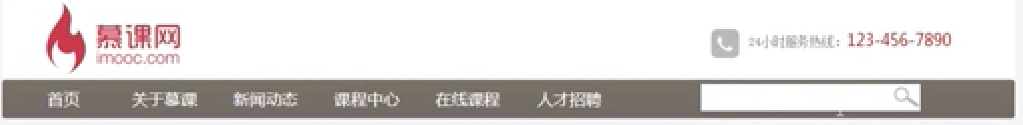 慕课网
imooc.com
24小时服务热线：123-456-7890
首页 关于慕课 新闻动态 课程中心 在线课程 人才招聘